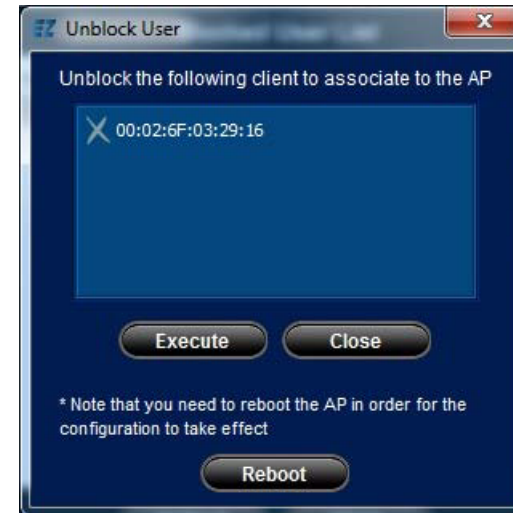 EZ Unblock User
Unblock the following client to associate to the AP
00:02:6F:03:29:16
Execute Close
* Note that you need to reboot the AP in order for the
configuration to take effect
Reboot